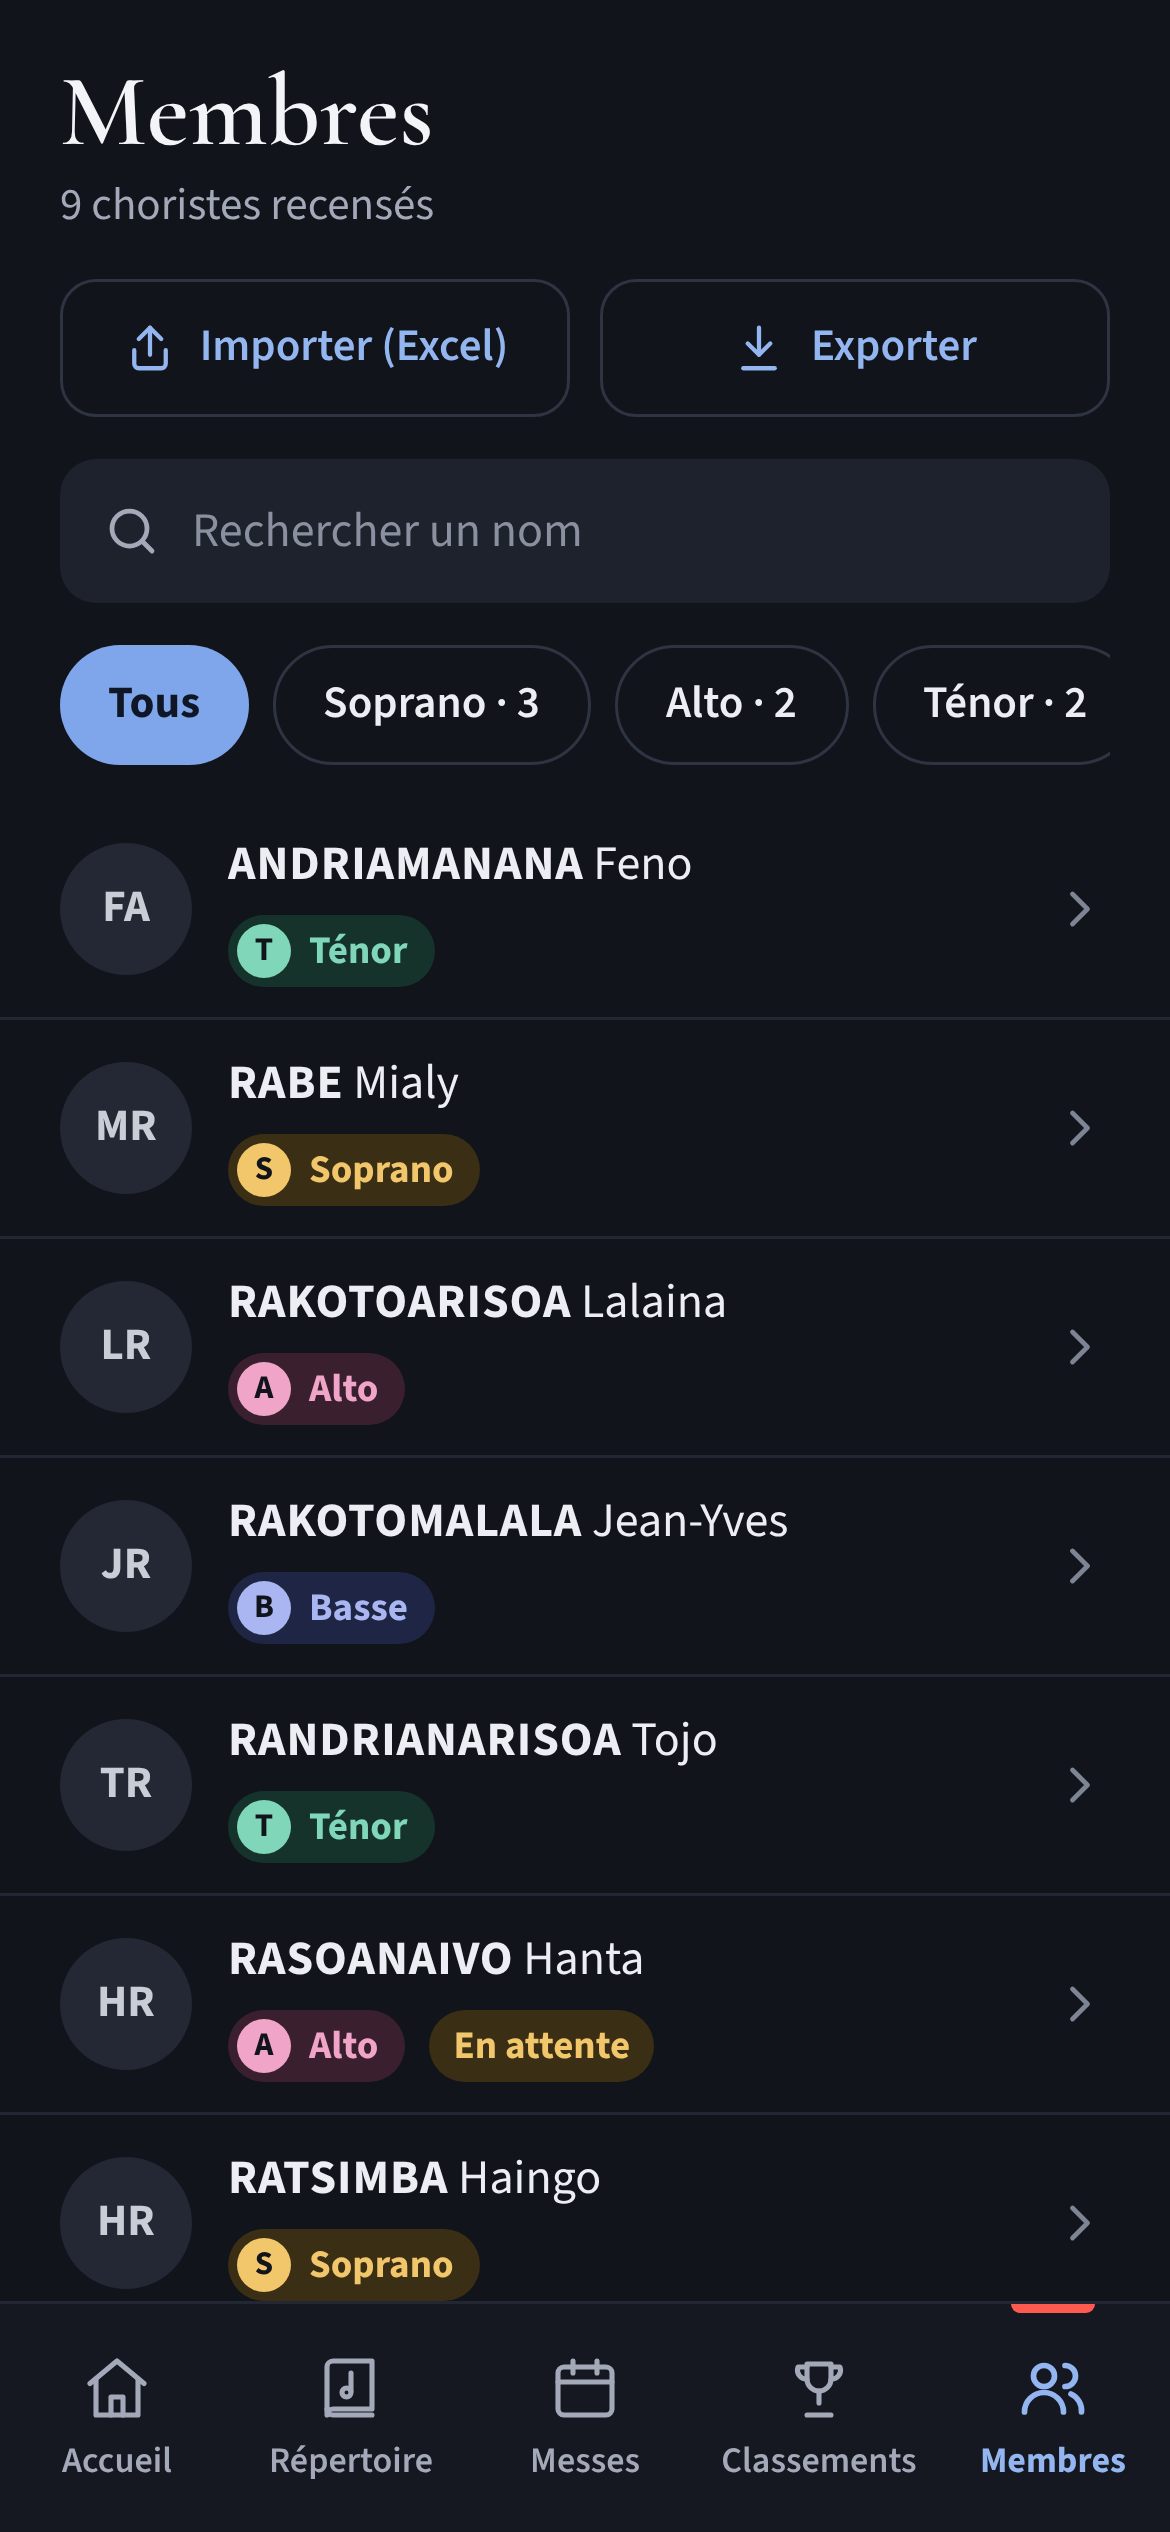 Membres
9 choristes recensés
Importer (Excel)
Exporter
Rechercher un nom
Tous
Soprano · 3
Alto · 2
Ténor · 2
FA
ANDRIAMANANA Feno
T Ténor
MR
RABE Mialy
S Soprano
LR
RAKOTOARISOA Lalaina
A Alto
JR
RAKOTOMALALA Jean-Yves
B Basse
TR
RANDRIANARISOA Tojo
T Ténor
HR
RASOANAIVO Hanta
A Alto
En attente
HR
RATSIMBA Haingo
S Soprano
Accueil
Répertoire
Messes
Classements
Membres